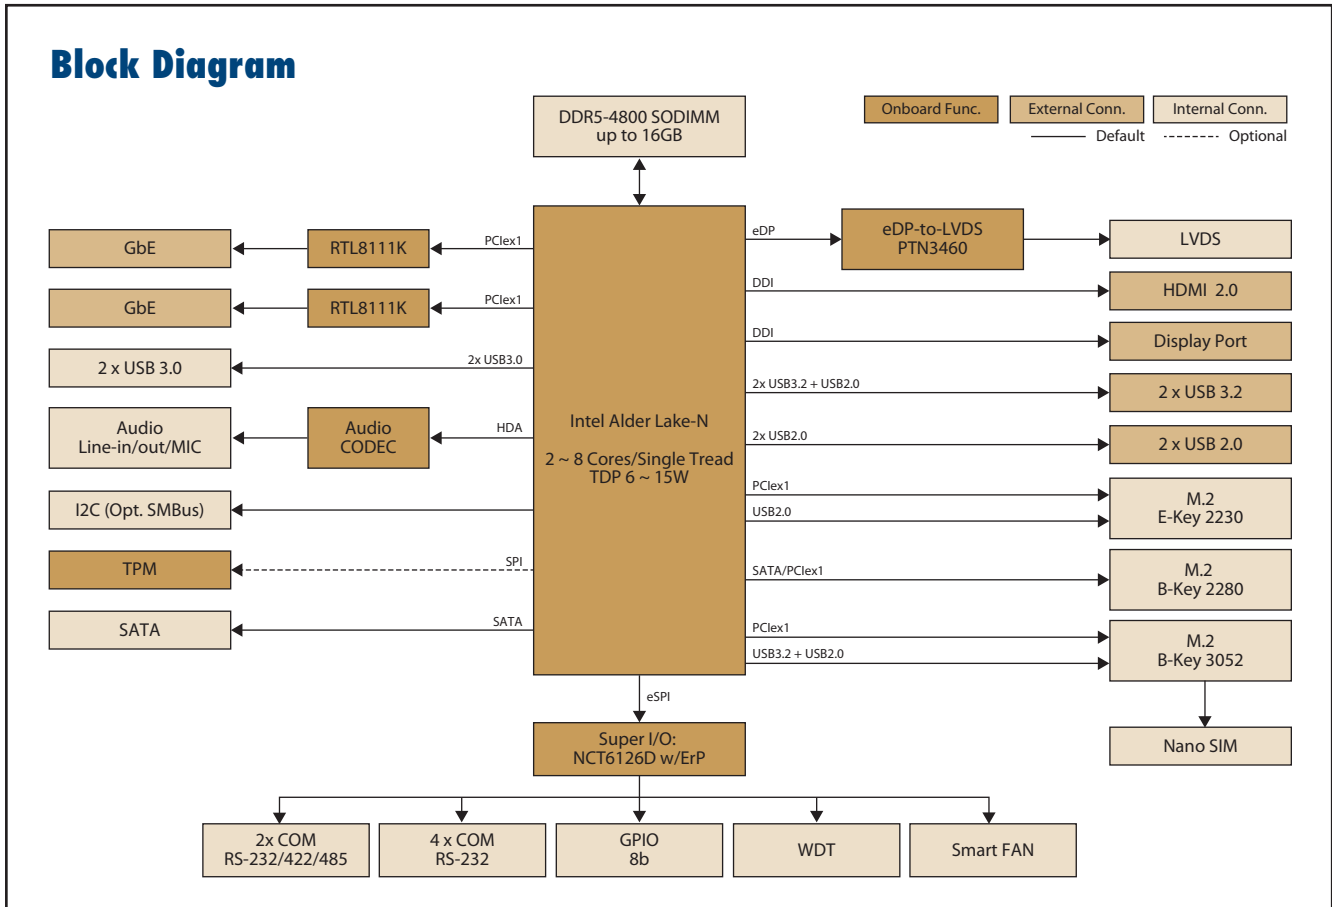 Block Diagram
DDR5-4800 SODIMM
up to 16GB
Onboard Func.
External Conn.
Internal Conn.
Default
Optional
GbE
RTL8111K
PCIex1
GbE
RTL8111K
PCIex1
2 x USB 3.0
2x USB3.0
Audio
Line-in/out/MIC
Audio
CODEC
HDA
I2C (Opt. SMBus)
TPM
SPI
SATA
SATA
Intel Alder Lake-N
2 ~ 8 Cores/Single Tread
TDP 6 ~ 15W
eDP
eDP-to-LVDS
PTN3460
LVDS
DDI
HDMI 2.0
DDI
Display Port
2x USB3.2 + USB2.0
2 x USB 3.2
2x USB2.0
2 x USB 2.0
PCIex1
USB2.0
M.2
E-Key 2230
SATA/PCIex1
M.2
B-Key 2280
PCIex1
USB3.2 + USB2.0
M.2
B-Key 3052
Nano SIM
eSPI
Super I/O:
NCT6126D w/ErP
2x COM
RS-232/422/485
4 x COM
RS-232
GPIO
8b
WDT
Smart FAN